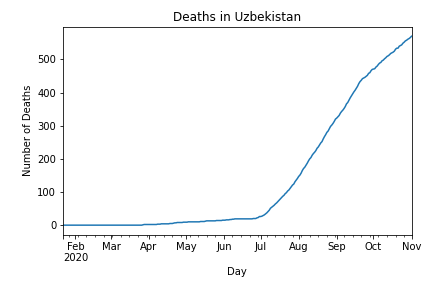 Deaths in Uzbekistan
Number of Deaths
500
400
300
200
100
0
Feb Mar Apr May Jun Jul Aug Sep Oct Nov
2020
Day